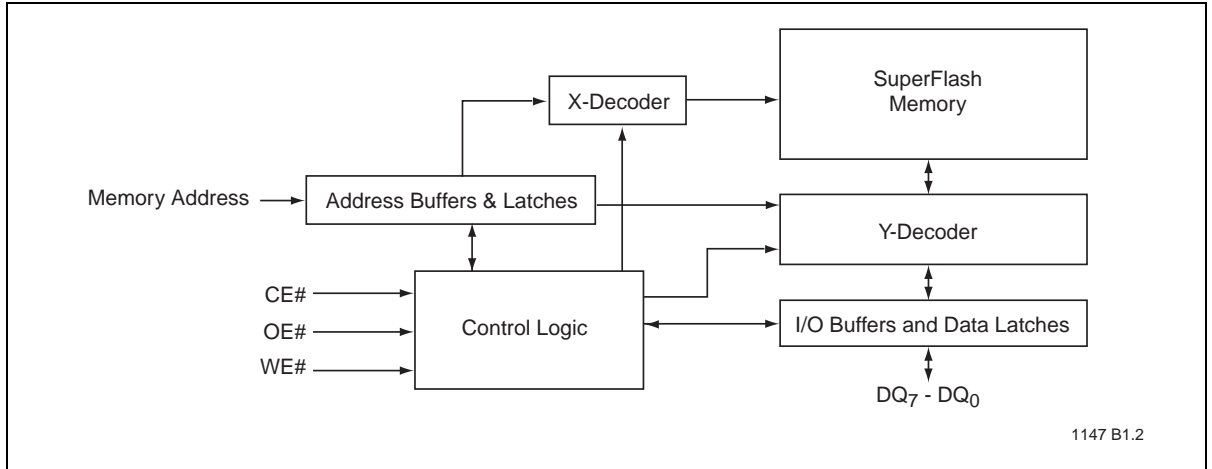 SuperFlash
Memory
X-Decoder
Memory Address
Address Buffers & Latches
Y-Decoder
CE#
OE#
WE#
Control Logic
I/O Buffers and Data Latches
DQ7 - DQ0
1147 B1.2